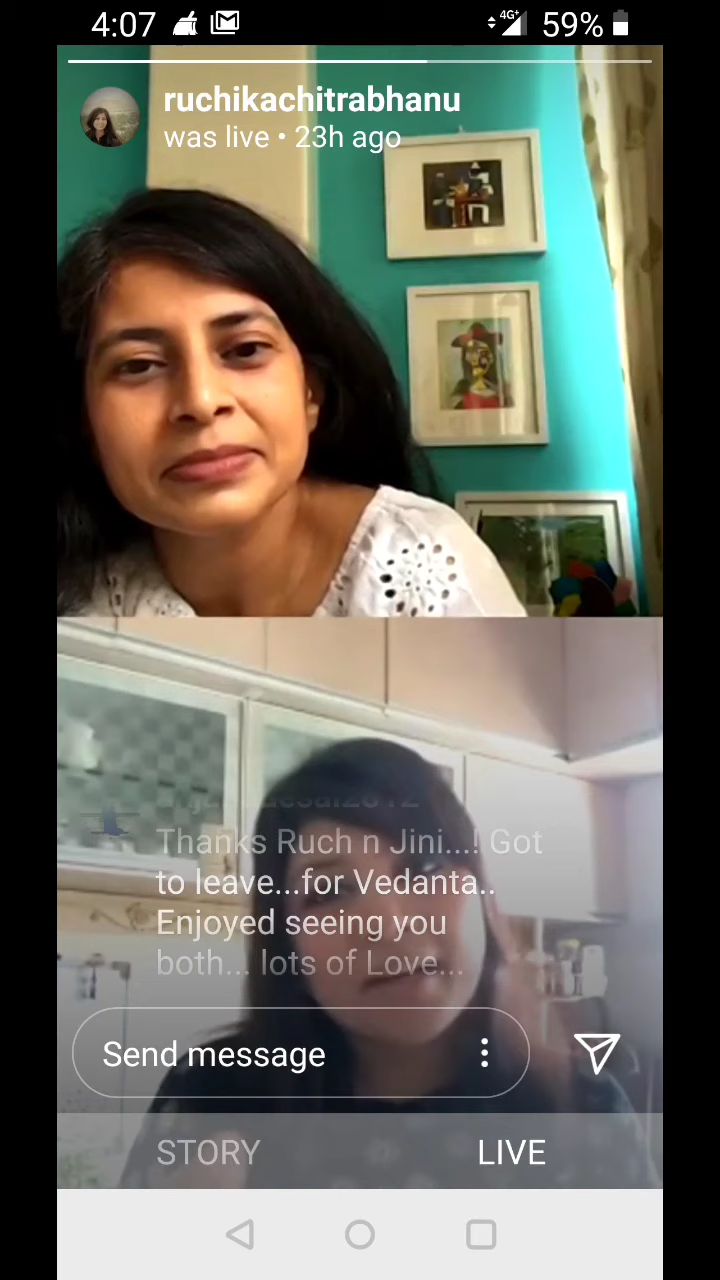 4:07 4G+ 59%
ruchikachitrabhanu
was live • 23h ago
Thanks Ruch n Jini...! Got
to leave...for Vedanta..
Enjoyed seeing you
both... lots of Love...
Send message
STORY LIVE